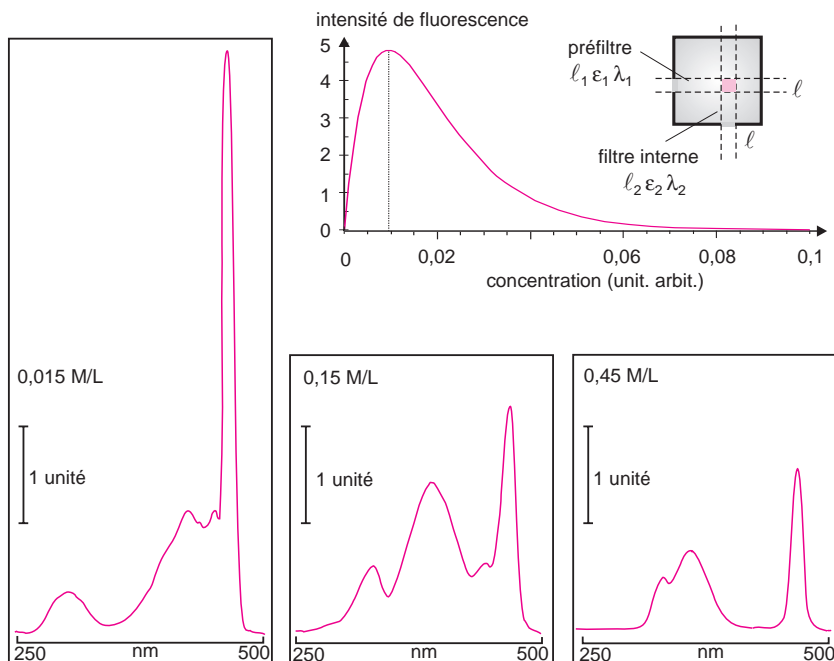 intensité de fluorescence
5
4
3
2
1
0
0
0,02
0,06
0,08
0,1
concentration (unit. arbit.)
préfiltre
ℓ₁ ε₁ λ₁
ℓ
filtre interne
ℓ₂ ε₂ λ₂
ℓ
0,015 M/L
1 unité
250 nm 500
0,15 M/L
1 unité
250 nm 500
0,45 M/L
1 unité
250 nm 500